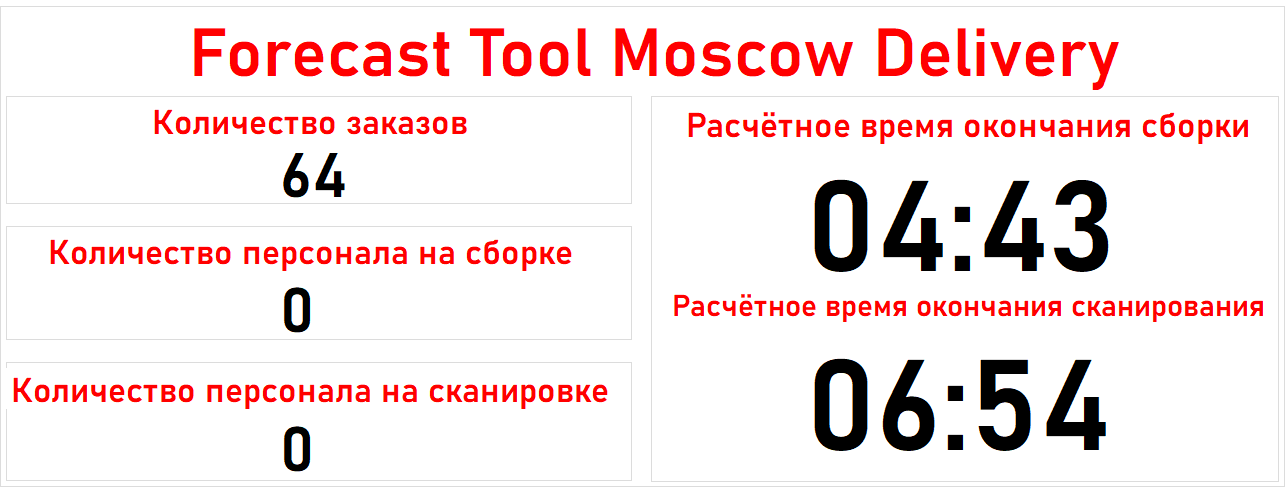 Forecast Tool Moscow Delivery
Количество заказов
64
Количество персонала на сборке
0
Количество персонала на сканировке
0
Расчётное время окончания сборки
04:43
Расчётное время окончания сканирования
06:54